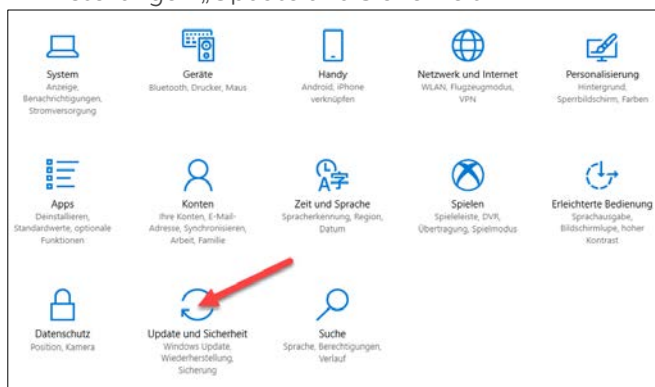 System
Anzeige,
Benachrichtigungen,
Stromversorgung
Geräte
Bluetooth, Drucker, Maus
Handy
Android, iPhone
verknüpfen
Netzwerk und Internet
WLAN, Flugzeugmodus,
VPN
Personalisierung
Hintergrund,
Sperrbildschirm, Farben
Apps
Deinstallieren,
Standardwerte, optionale
Funktionen
Konten
Ihre Konten, E-Mail-
Adresse, Synchronisieren,
Arbeit, Familie
Zeit und Sprache
Spracherkennung, Region,
Datum
Spielen
Spieleleiste, DVR,
Übertragung, Spielmodus
Erleichterte Bedienung
Sprachausgabe,
Bildschirmlupe, hoher
Kontrast
Datenschutz
Position, Kamera
Update und Sicherheit
Windows Update,
Wiederherstellung,
Sicherung
Suche
Sprache, Berechtigungen,
Verlauf